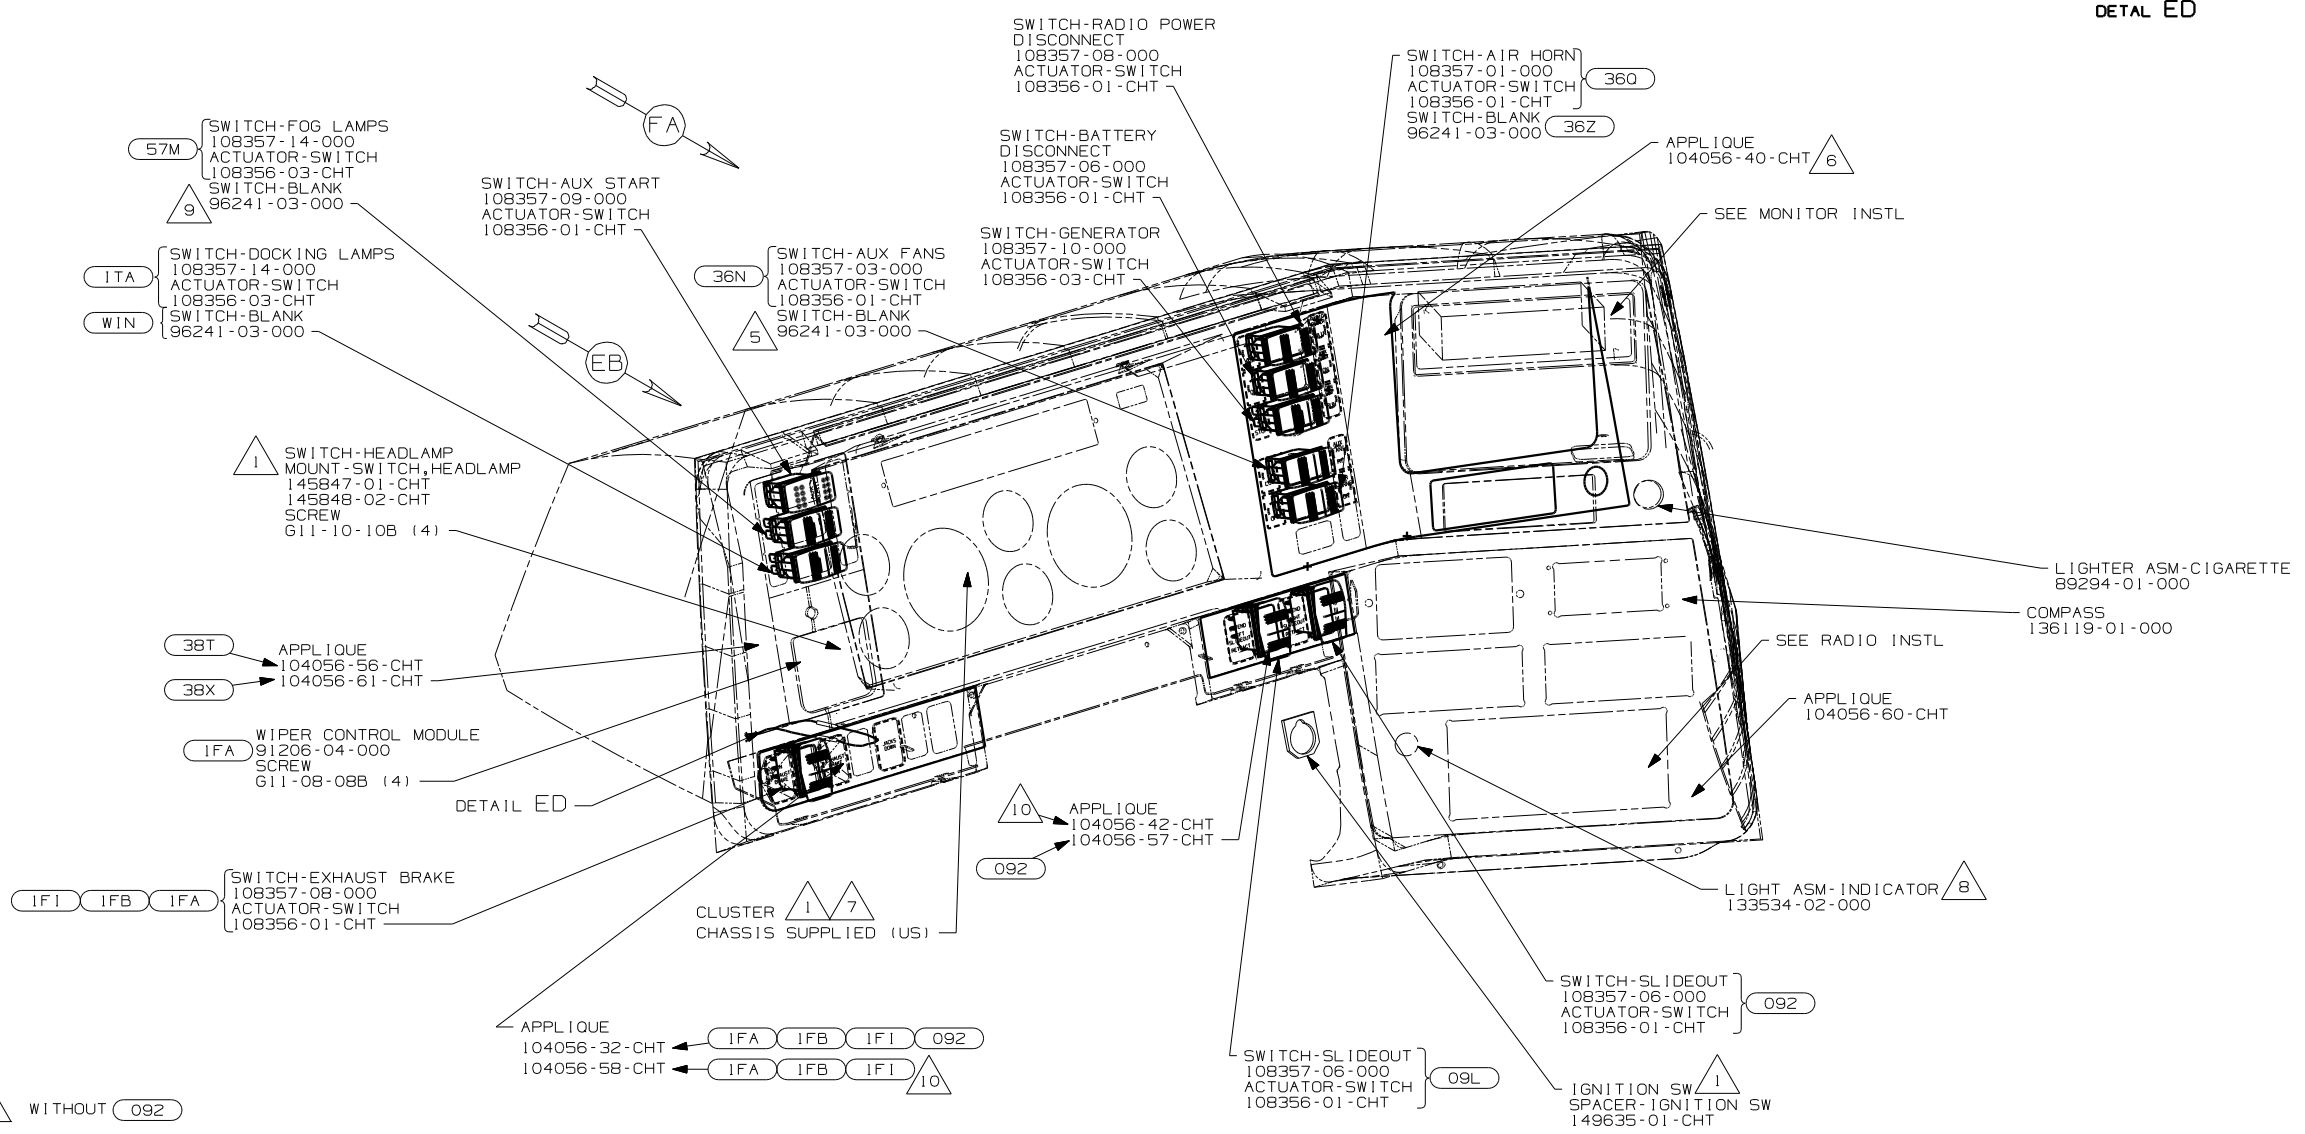 DETAL ED
SWITCH-RADIO POWER
DISCONNECT
108357-08-000
ACTUATOR-SWITCH
108356-01-CHT
SWITCH-AIR HORN
108357-01-000
ACTUATOR-SWITCH
108356-01-CHT
36Q
SWITCH-BLANK
96241-03-000
36Z
FA
57M
SWITCH-FOG LAMPS
108357-14-000
ACTUATOR-SWITCH
108356-03-CHT
SWITCH-BLANK
96241-03-000
9
SWITCH-BATTERY
DISCONNECT
108357-06-000
ACTUATOR-SWITCH
108356-01-CHT
APPLIQUE
104056-40-CHT
6
SWITCH-AUX START
108357-09-000
ACTUATOR-SWITCH
108356-01-CHT
SEE MONITOR INSTL
SWITCH-GENERATOR
108357-10-000
ACTUATOR-SWITCH
108356-03-CHT
1TA
SWITCH-DOCKING LAMPS
108357-14-000
ACTUATOR-SWITCH
108356-03-CHT
WIN
SWITCH-BLANK
96241-03-000
36N
SWITCH-AUX FANS
108357-03-000
ACTUATOR-SWITCH
108356-01-CHT
SWITCH-BLANK
96241-03-000
5
EB
1
SWITCH-HEADLAMP
MOUNT-SWITCH,HEADLAMP
145847-01-CHT
145848-02-CHT
SCREW
G11-10-10B (4)
LIGHTER ASM-CIGARETTE
89294-01-000
COMPASS
136119-01-000
SEE RADIO INSTL
38T
38X
APPLIQUE
104056-56-CHT
104056-61-CHT
APPLIQUE
104056-60-CHT
1FA
WIPER CONTROL MODULE
91206-04-000
SCREW
G11-08-08B (4)
JACKS
DOWN
DETAIL ED
10
APPLIQUE
104056-42-CHT
104056-57-CHT
092
1FI
1FB
1FA
SWITCH-EXHAUST BRAKE
108357-08-000
ACTUATOR-SWITCH
108356-01-CHT
CLUSTER
1
7
CHASSIS SUPPLIED (US)
LIGHT ASM-INDICATOR
133534-02-000
8
SWITCH-SLIDEOUT
108357-06-000
ACTUATOR-SWITCH
108356-01-CHT
092
APPLIQUE
104056-32-CHT
1FA
1FB
1FI
092
104056-58-CHT
1FA
1FB
1FI
10
SWITCH-SLIDEOUT
108357-06-000
ACTUATOR-SWITCH
108356-01-CHT
09L
IGNITION SW
1
SPACER-IGNITION SW
149635-01-CHT
WITHOUT 092